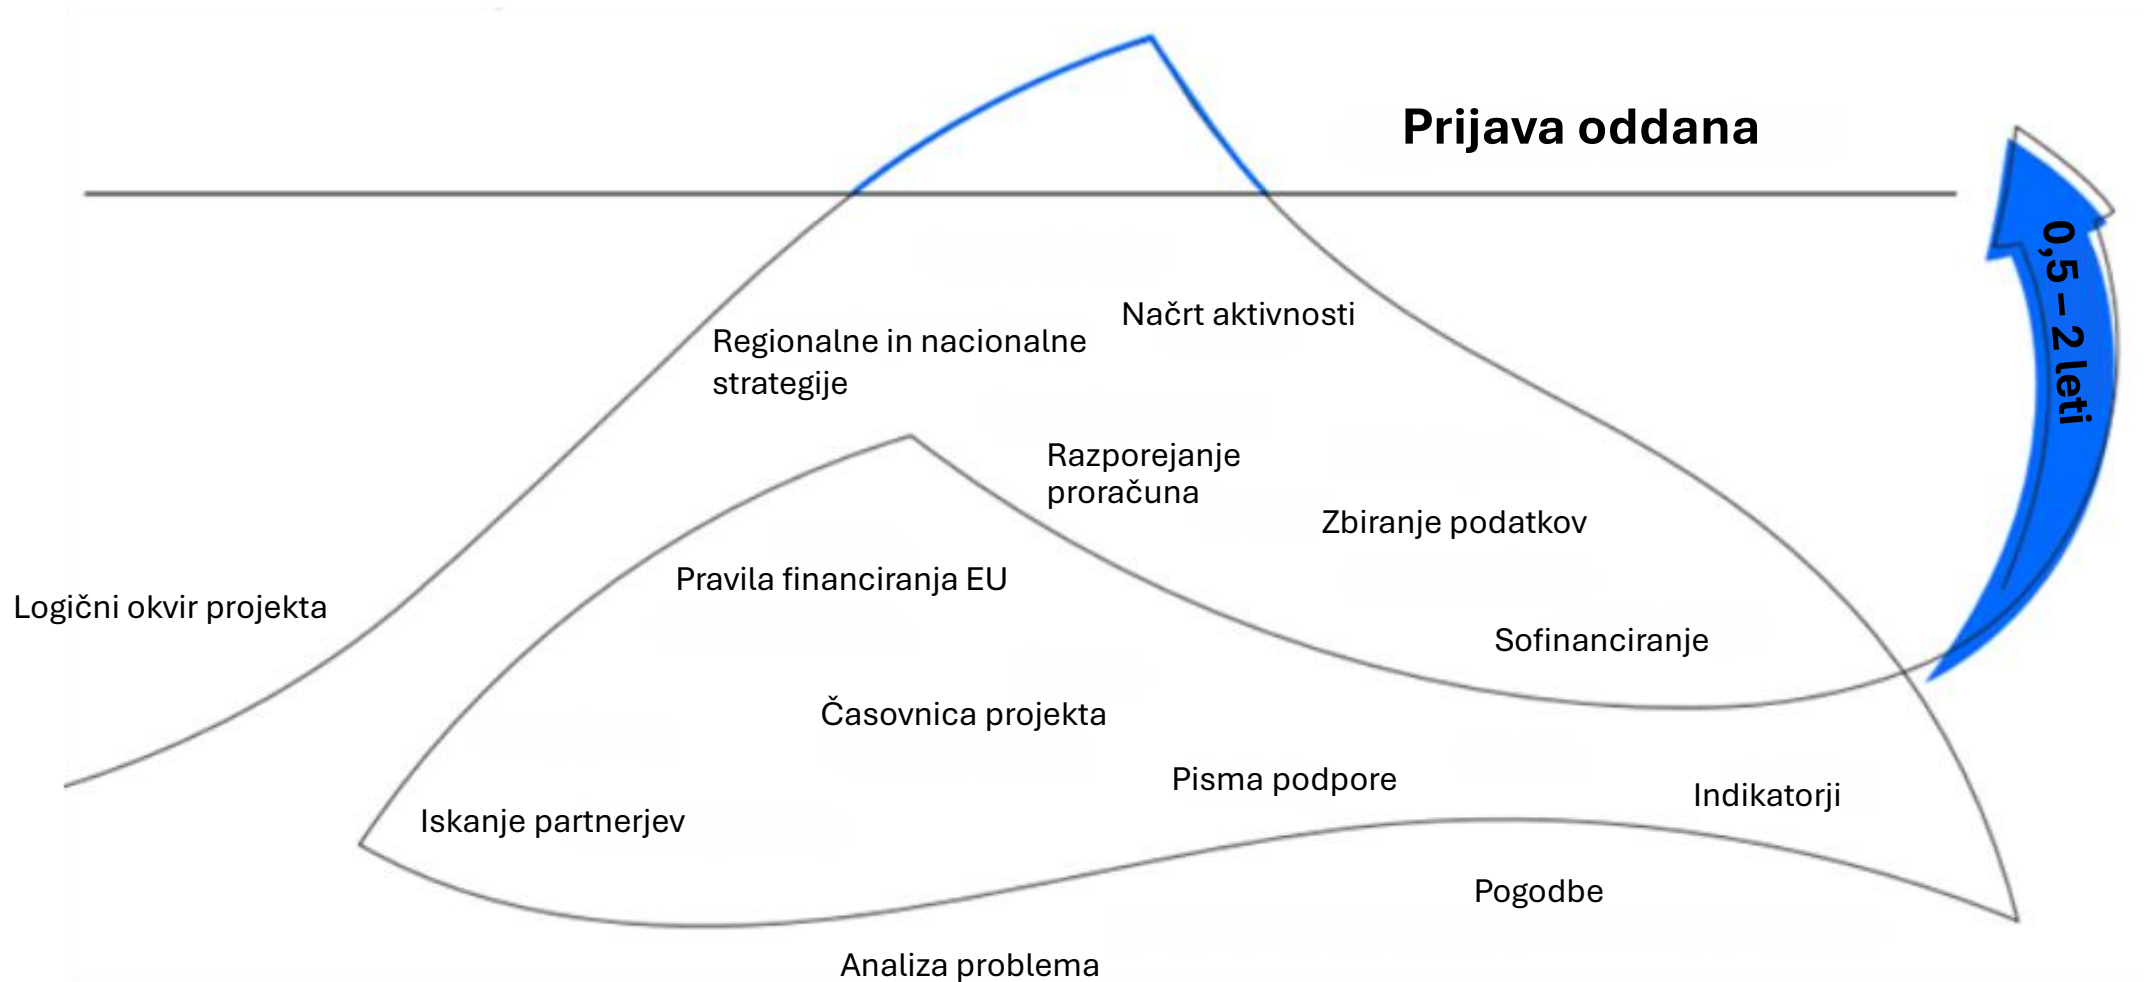 Prijava oddana
0,5 – 2 leti
Načrt aktivnosti
Regionalne in nacionalne
strategije
Razporejanje
proračuna
Zbiranje podatkov
Pravila financiranja EU
Logični okvir projekta
Sofinanciranje
Časovnica projekta
Pisma podpore
Indikatorji
Iskanje partnerjev
Pogodbe
Analiza problema